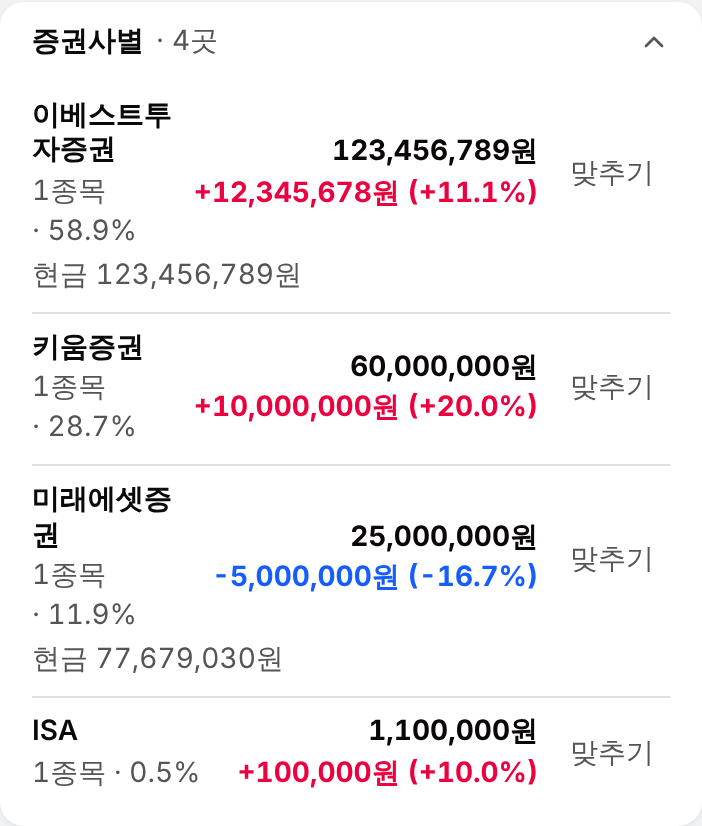 증권사별 · 4곳
이베스트투
자증권
1종목
· 58.9%
현금 123,456,789원
123,456,789원
+12,345,678원 (+11.1%)
맞추기
키움증권
1종목
· 28.7%
60,000,000원
+10,000,000원 (+20.0%)
맞추기
미래에셋증
권
1종목
· 11.9%
현금 77,679,030원
25,000,000원
-5,000,000원 (-16.7%)
맞추기
ISA
1종목 · 0.5%
1,100,000원
+100,000원 (+10.0%)
맞추기